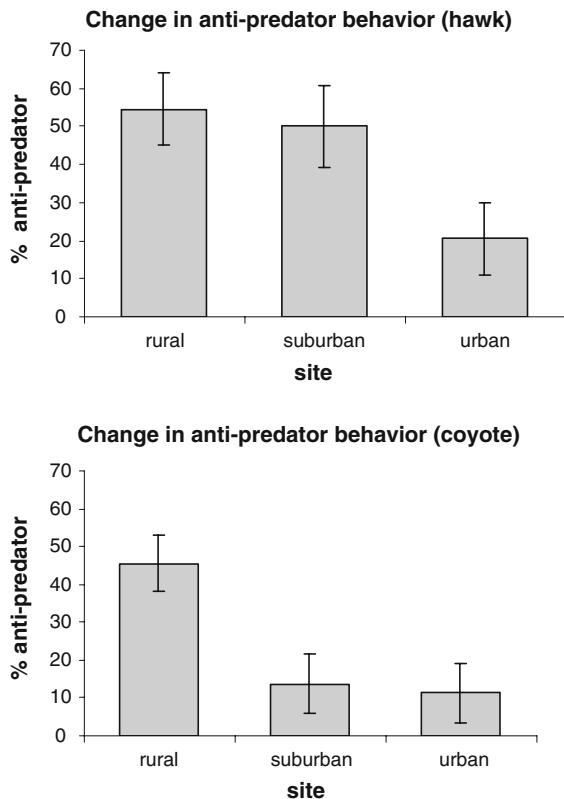 Change in anti-predator behavior (hawk)
% anti-predator
70
60
50
40
30
20
10
0
rural suburban urban
site
Change in anti-predator behavior (coyote)
% anti-predator
70
60
50
40
30
20
10
0
rural suburban urban
site